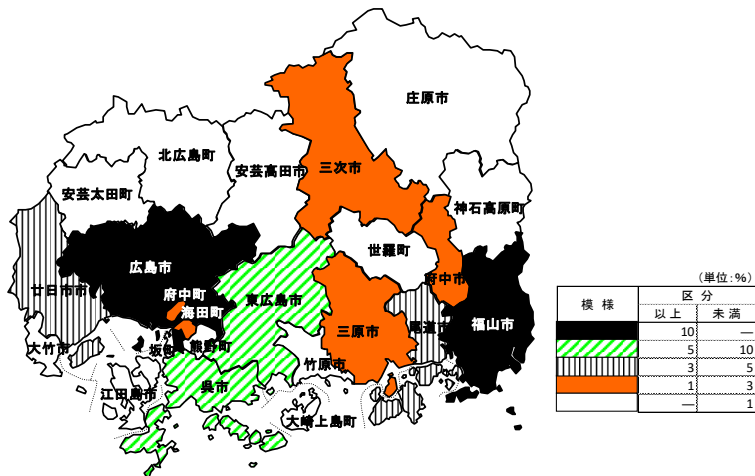 庄原市
北広島町
安芸高田市
三次市
安芸太田町
神石高原町
世羅町
広島市
府中市
廿日市市
府中町
東広島市
海田町
尾道市
福山市
三原市
大竹市
坂町
熊野町
竹原市
呉市
江田島市
大崎上島町
(単位:%)
模様 区分
以上 未満
10 ―
5 10
3 5
1 3
― 1